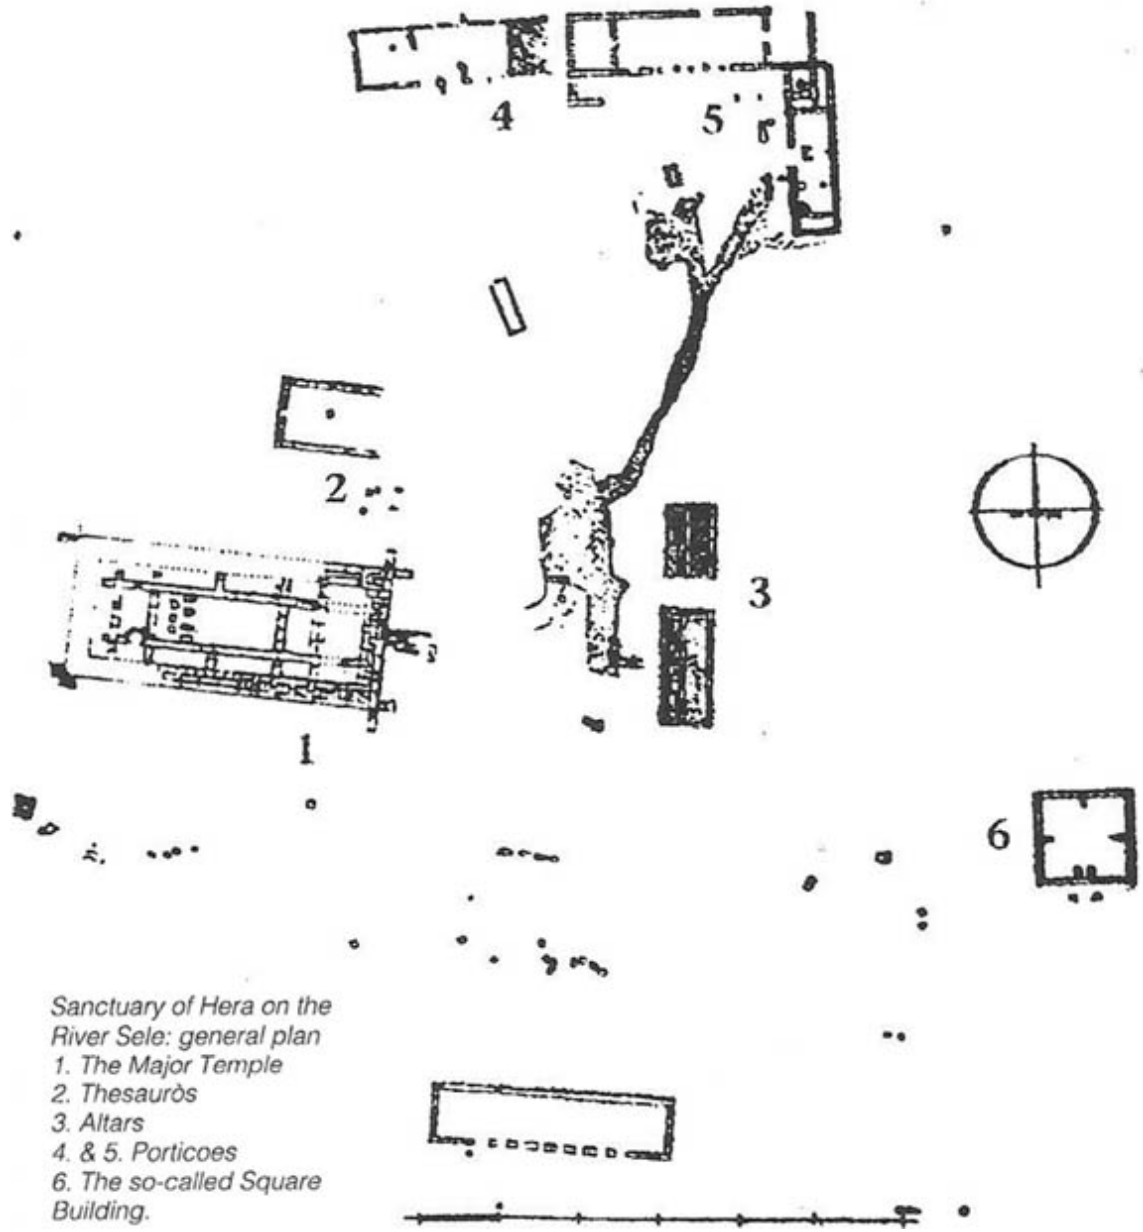 4
5
2
3
1
6
Sanctuary of Hera on the
River Sele: general plan
1. The Major Temple
2. Thesauròs
3. Altars
4. & 5. Porticoes
6. The so-called Square
Building.